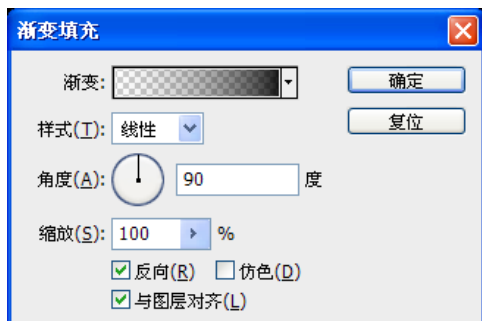 渐变填充
渐变:
确定
样式(T): 线性
复位
角度(A): 90 度
缩放(S): 100 %
反向(R) 仿色(D)
与图层对齐(L)